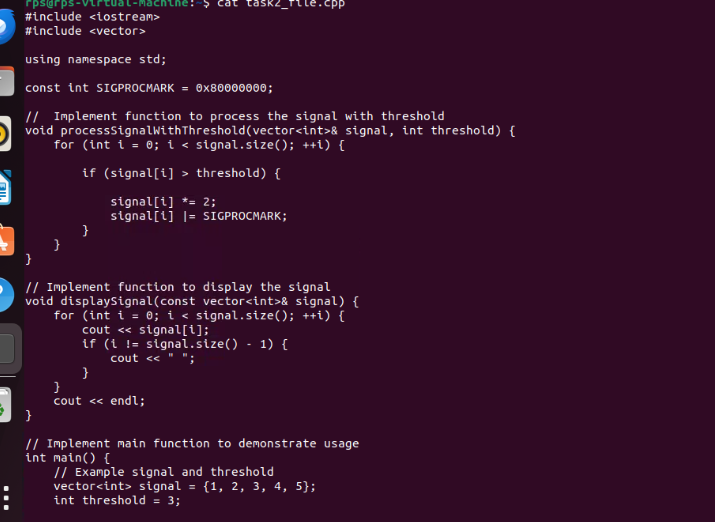 rps@rps-virtual-machine:~$ cat task2_file.cpp
#include <iostream>
#include <vector>
using namespace std;
const int SIGPROCMARK = 0x80000000;
//  Implement function to process the signal with threshold
void processSignalWithThreshold(vector<int>& signal, int threshold) {
    for (int i = 0; i < signal.size(); ++i) {
        if (signal[i] > threshold) {
            signal[i] *= 2;
            signal[i] |= SIGPROCMARK;
        }
    }
}
// Implement function to display the signal
void displaySignal(const vector<int>& signal) {
    for (int i = 0; i < signal.size(); ++i) {
        cout << signal[i];
        if (i != signal.size() - 1) {
            cout << " ";
        }
    }
    cout << endl;
}
// Implement main function to demonstrate usage
int main() {
    // Example signal and threshold
    vector<int> signal = {1, 2, 3, 4, 5};
    int threshold = 3;